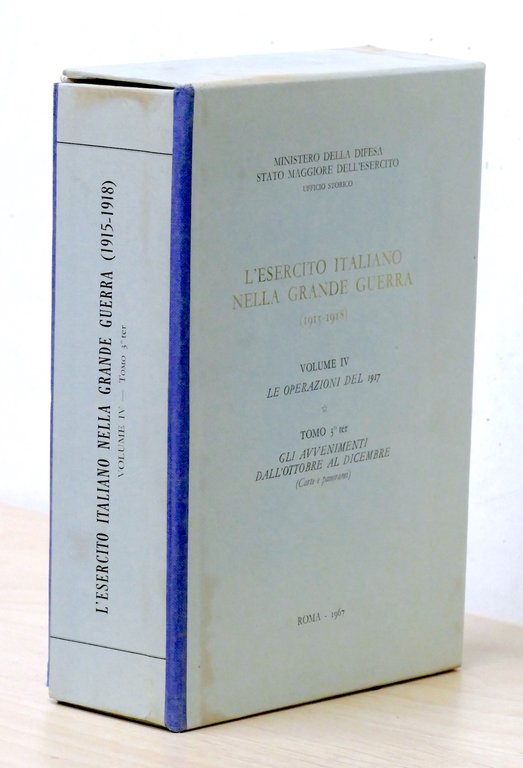 L'ESERCITO ITALIANO NELLA GRANDE GUERRA (1915-1918)
VOLUME IV — TOMO 3° ter
MINISTERO DELLA DIFESA
STATO MAGGIORE DELL'ESERCITO
UFFICIO STORICO
L'ESERCITO ITALIANO
NELLA GRANDE GUERRA
(1915-1918)
VOLUME IV
LE OPERAZIONI DEL 1917
TOMO 3° ter
GLI AVVENIMENTI
DALL'OTTOBRE AL DICEMBRE
(Carte e panorami)
ROMA - 1967